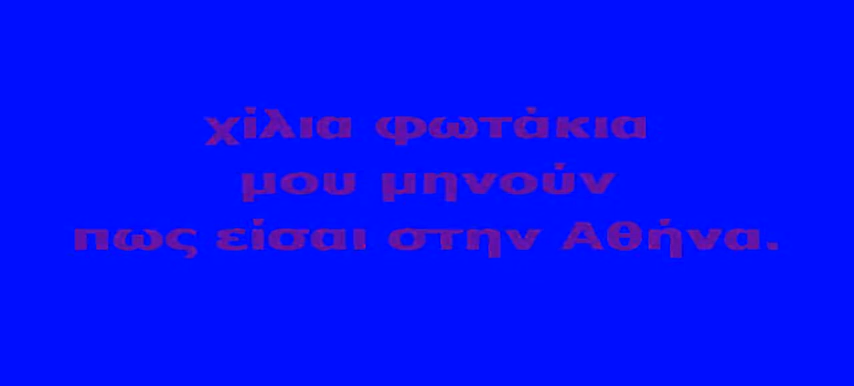 χίλια φωτάκια
μου μηνούν
πως είσαι στην Αθήνα.